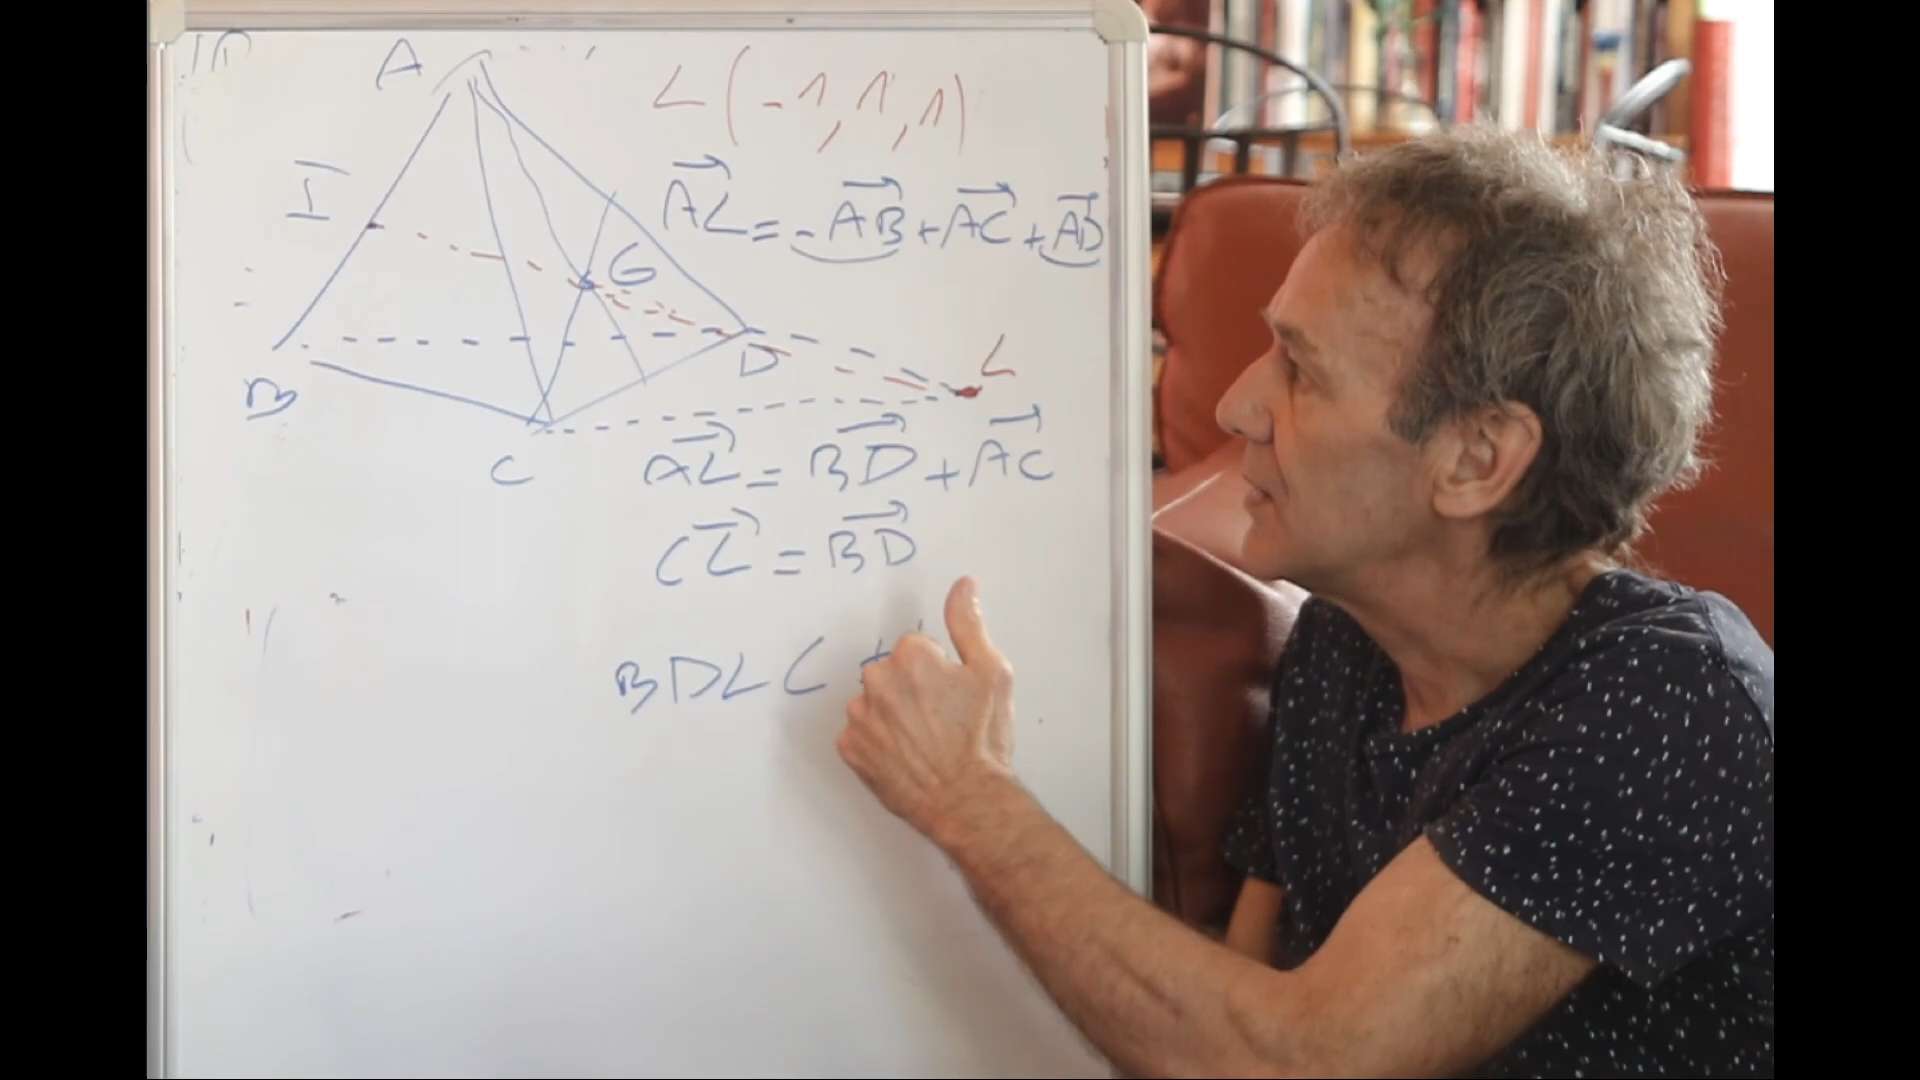 A
L (-1, 1, 1)
I
AL = -AB + AC + AD
G
D
L
B
C
AL = BD + AC
CL = BD
BDLC